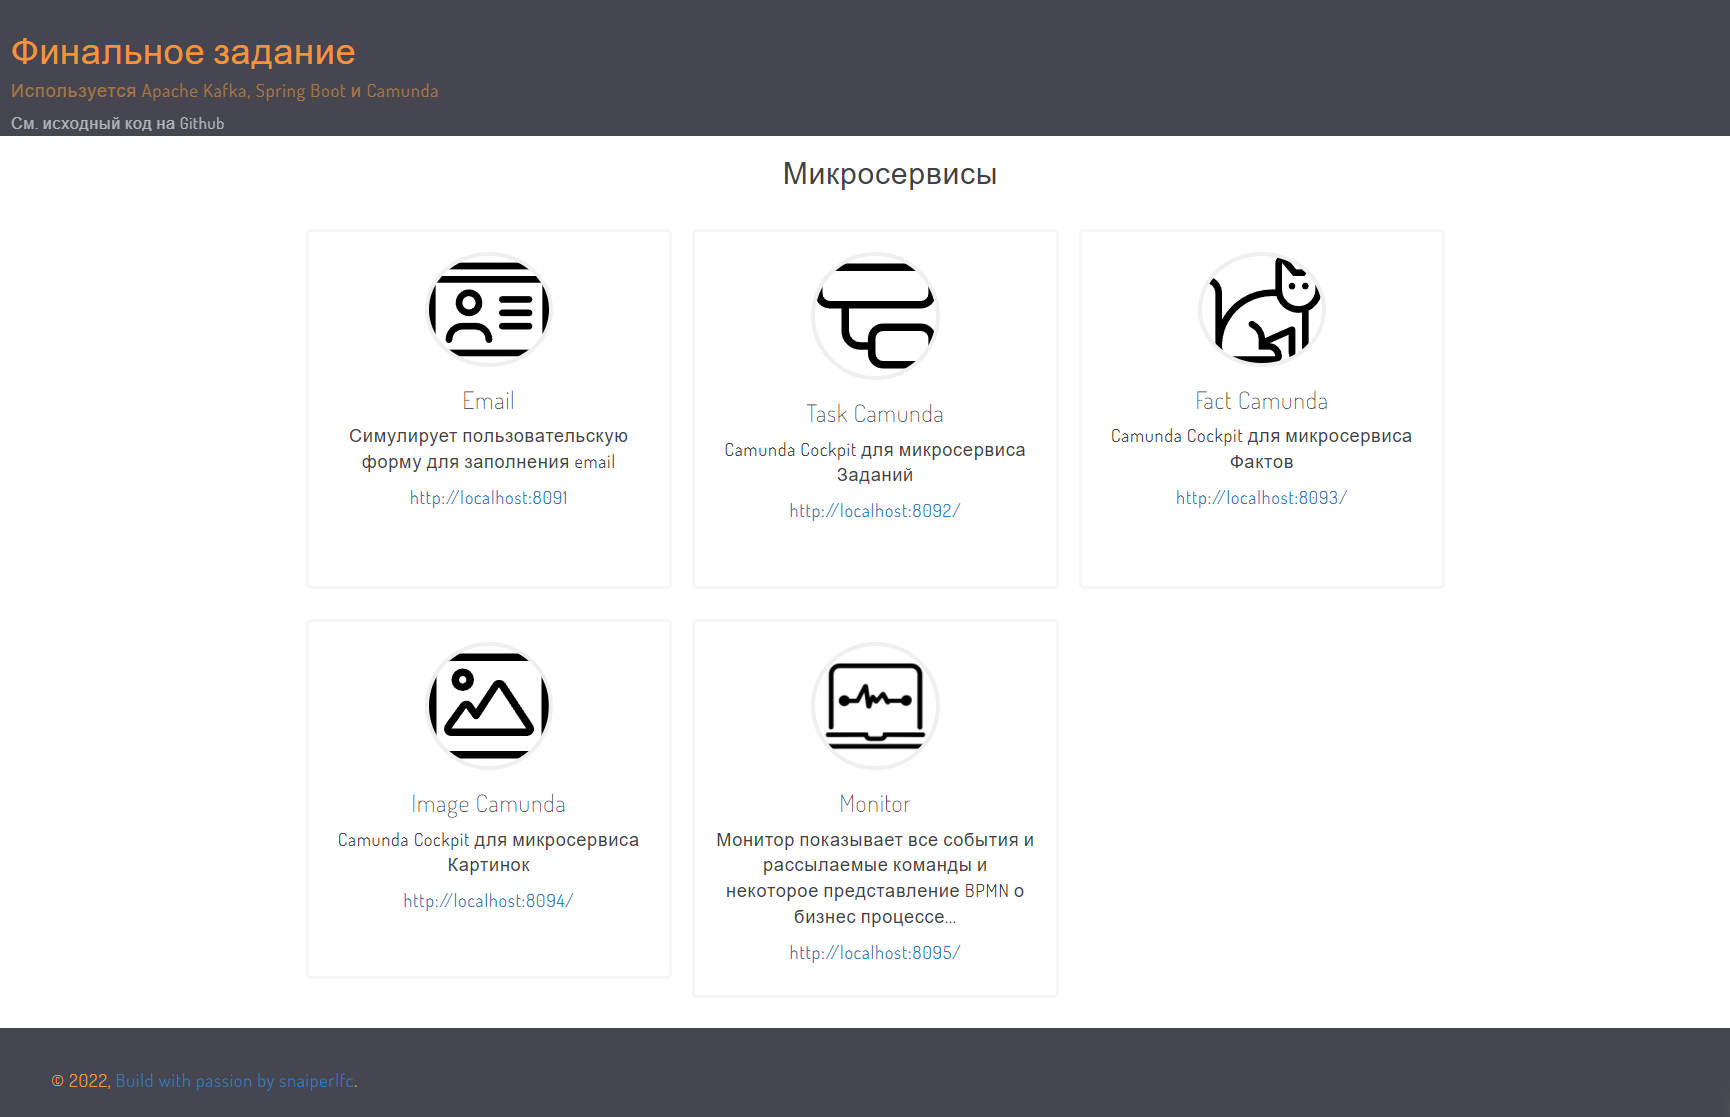 Финальное задание
Используется Apache Kafka, Spring Boot и Camunda
См. исходный код на Github
Микросервисы
Email
Симулирует пользовательскую
форму для заполнения email
http://localhost:8091
Task Camunda
Camunda Cockpit для микросервиса
Заданий
http://localhost:8092/
Fact Camunda
Camunda Cockpit для микросервиса
Фактов
http://localhost:8093/
Image Camunda
Camunda Cockpit для микросервиса
Картинок
http://localhost:8094/
Monitor
Монитор показывает все события и
рассылаемые команды и
некоторое представление BPMN о
бизнес процессе...
http://localhost:8095/
© 2022, Build with passion by snaiperlfc.